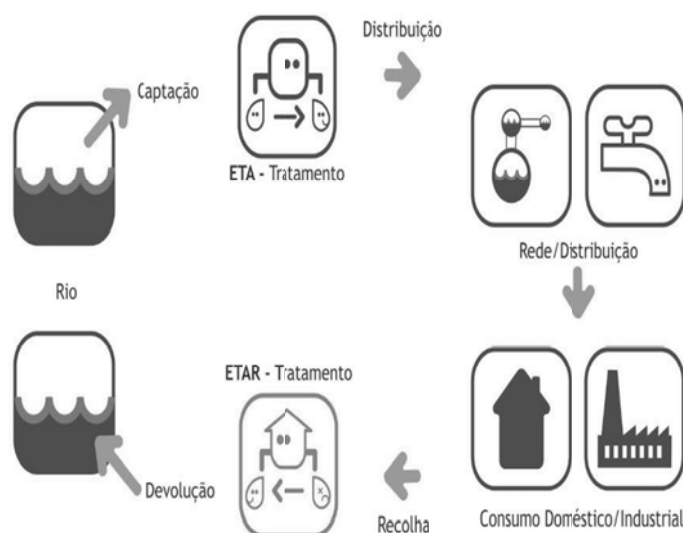 Distribuição
Captação
ETA - Tratamento
Rede/Distribuição
Rio
ETAR - Tratamento
Devolução
Recolha
Consumo Doméstico/Industrial